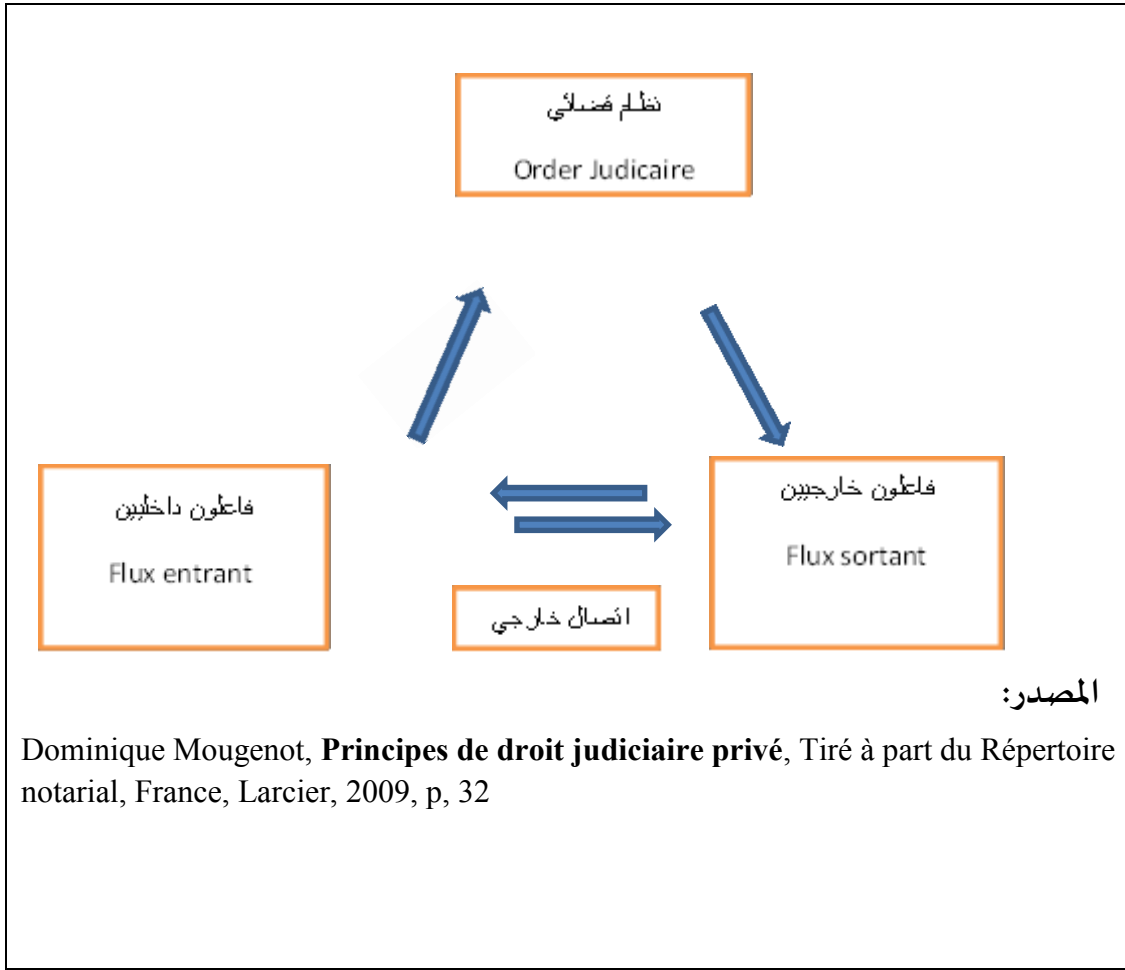 نظام قضائي
Order Judicaire
فاعلون داخليين
Flux entrant
فاعلون خارجيين
Flux sortant
اتصال خارجي
المصدر:
Dominique Mougenot, Principes de droit judiciaire privé, Tiré à part du Répertoire
notarial, France, Larcier, 2009, p, 32